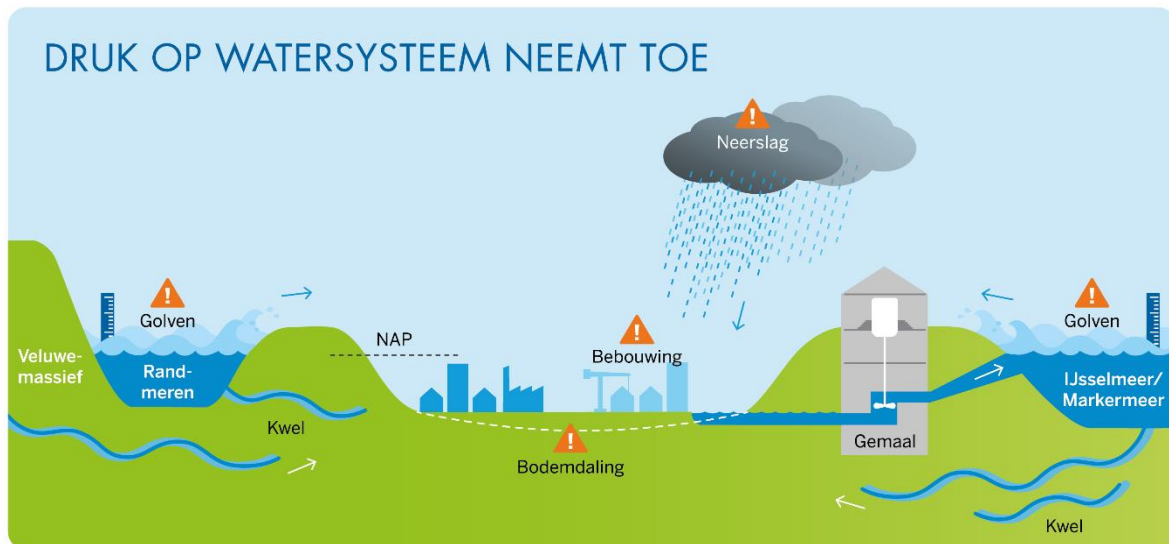 DRUK OP WATERSYSTEEM NEEMT TOE
Neerslag
Golven
Golven
NAP
Bebouwing
Veluwe-
massief
Rand-
meren
IJsselmeer/
Markermeer
Kwel
Gemaal
Bodemdaling
Kwel